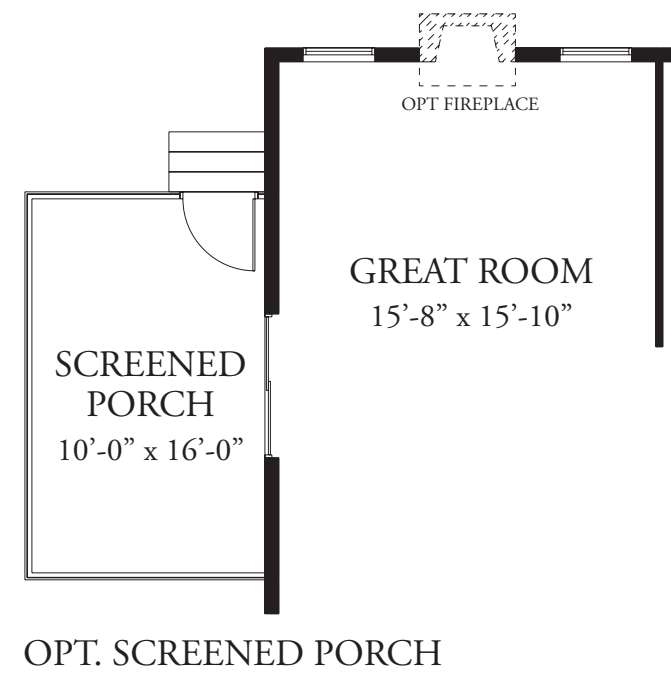 OPT FIREPLACE
GREAT ROOM
15’-8” x 15’-10”
SCREENED
PORCH
10’-0” x 16’-0”
OPT. SCREENED PORCH